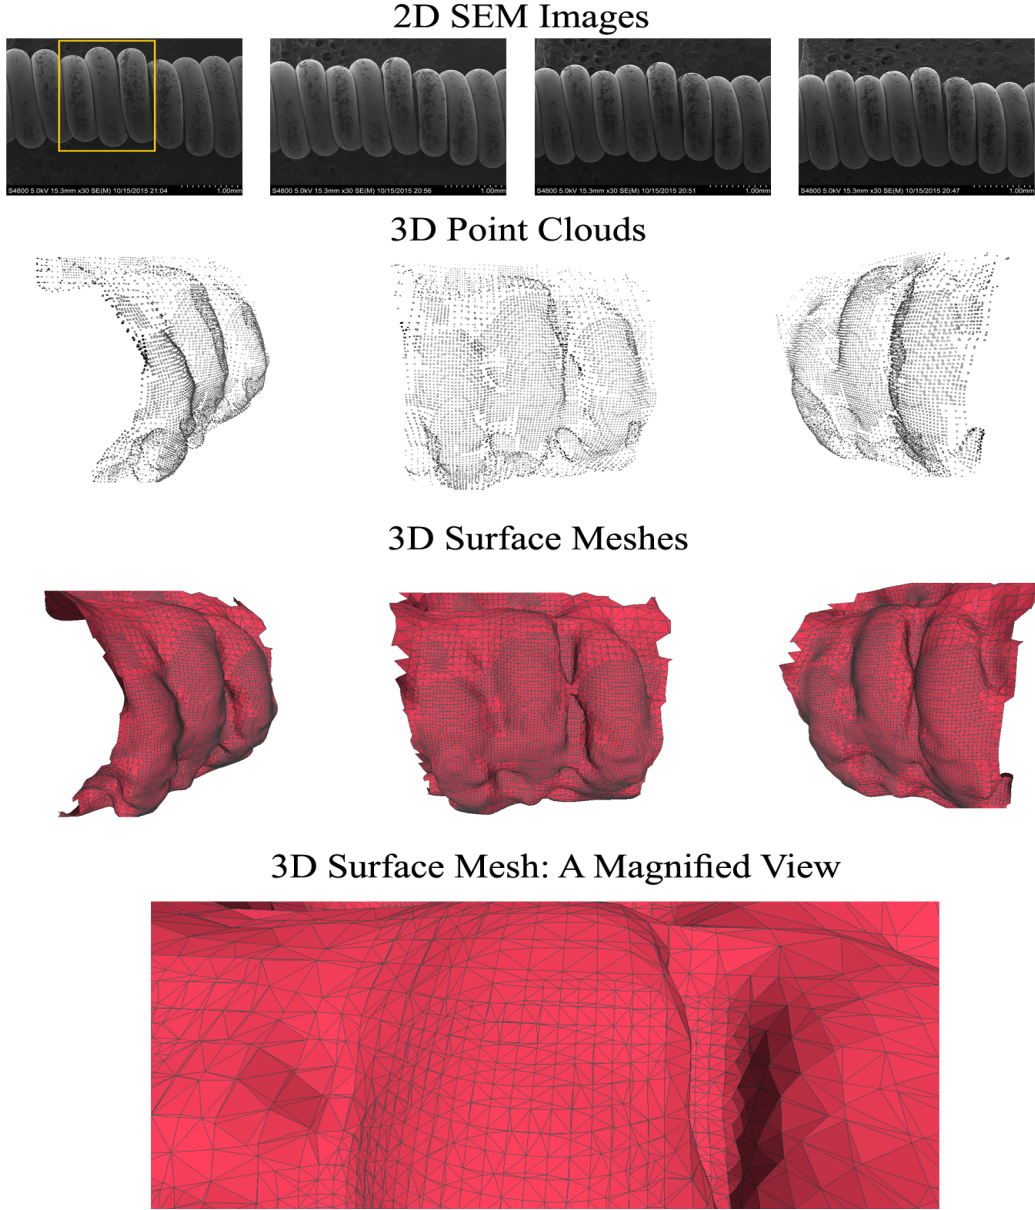 2D SEM Images
S4800 5.0kV 15.3mm x30 SE(M) 10/15/2015 21:04 1.00mm
S4800 5.0kV 15.3mm x30 SE(M) 10/15/2015 20:56 1.00mm
S4800 5.0kV 15.3mm x30 SE(M) 10/15/2015 20:51 1.00mm
S4800 5.0kV 15.3mm x30 SE(M) 10/15/2015 20:47 1.00mm
3D Point Clouds
3D Surface Meshes
3D Surface Mesh: A Magnified View